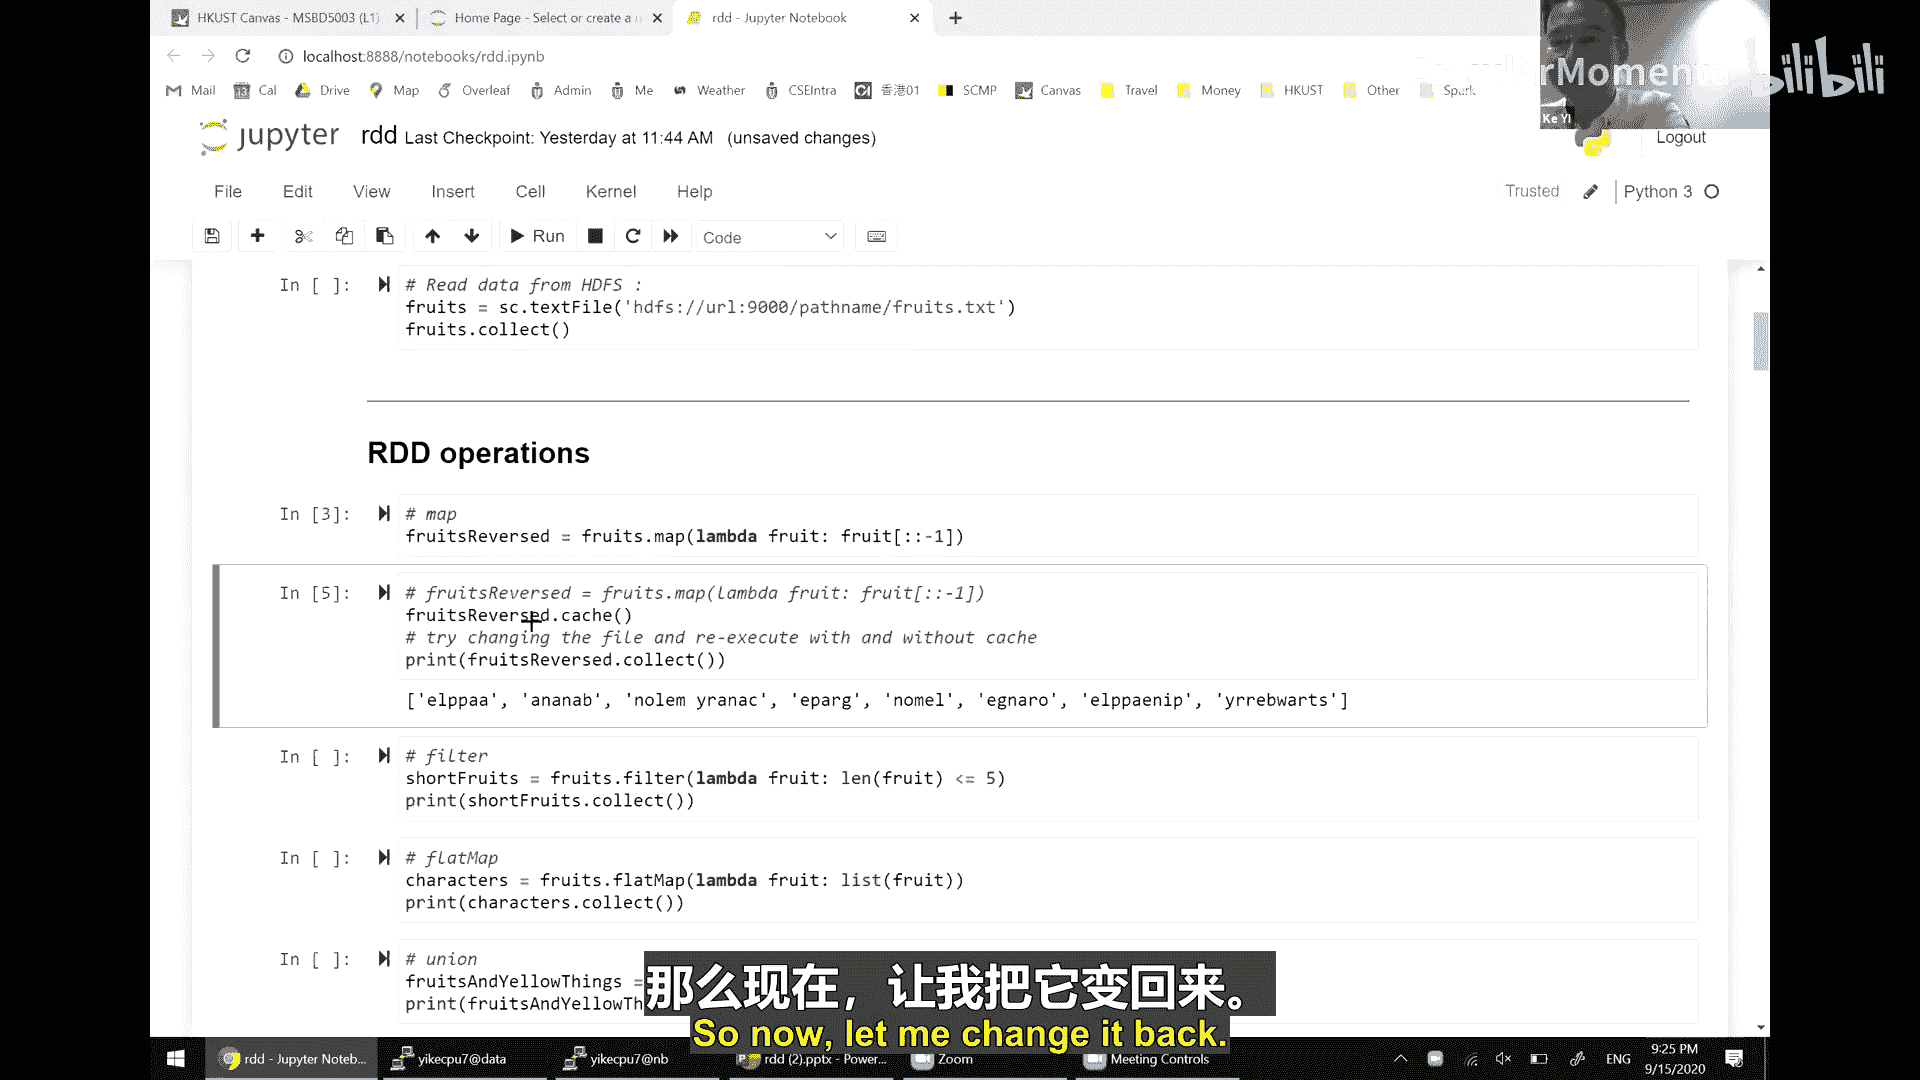 HKUST Canvas - MSBD5003 (L1)
Home Page - Select or create a
rdd - Jupyter Notebook
localhost:8888/notebooks/rdd.ipynb
Mail Cal Drive Map Overleaf Admin Me Weather CSEIntra 香港01 SCMP Canvas Travel Money HKUST Other Spark
bilibili
Ke YI
jupyter rdd Last Checkpoint: Yesterday at 11:44 AM (unsaved changes)
Logout
File Edit View Insert Cell Kernel Help
Trusted Python 3
Run Code
In [ ]: # Read data from HDFS :
fruits = sc.textFile('hdfs://url:9000/pathname/fruits.txt')
fruits.collect()
RDD operations
In [3]: # map
fruitsReversed = fruits.map(lambda fruit: fruit[::-1])
In [5]: # fruitsReversed = fruits.map(lambda fruit: fruit[::-1])
fruitsReversed.cache()
# try changing the file and re-execute with and without cache
print(fruitsReversed.collect())
['elppaa', 'ananab', 'nolem yranac', 'eparg', 'nomel', 'egnaro', 'elppaenip', 'yrrebwarts']
In [ ]: # filter
shortFruits = fruits.filter(lambda fruit: len(fruit) <= 5)
print(shortFruits.collect())
In [ ]: # flatMap
characters = fruits.flatMap(lambda fruit: list(fruit))
print(characters.collect())
In [ ]: # union
fruitsAndYellowThings =
print(fruitsAndYellowTh
那么现在，让我把它变回来。
So now, let me change it back.
rdd - Jupyter Noteb...
yikecpu7@data
yikecpu7@nb
rdd (2).pptx - Power...
Zoom
Meeting Controls
ENG
9:25 PM
9/15/2020